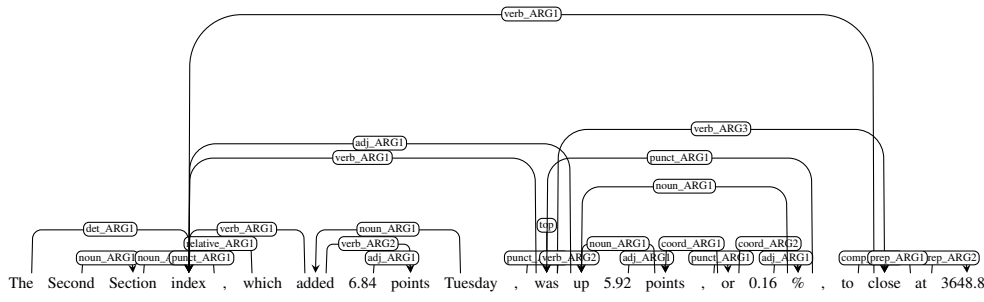 verb_ARG1
verb_ARG3
adj_ARG1
verb_ARG1 punct_ARG1
noun_ARG1
det_ARG1 verb_ARG1 noun_ARG1 top
relative_ARG1 verb_ARG2 noun_ARG1 coord_ARG1 coord_ARG2
noun_ARG1 punct_ARG1 adj_ARG1 verb_ARG2 adj_ARG1 punct_ARG1 adj_ARG1 prep_ARG1
The Second Section index , which added 6.84 points Tuesday , was up 5.92 points , or 0.16 % , to close at 3648.8